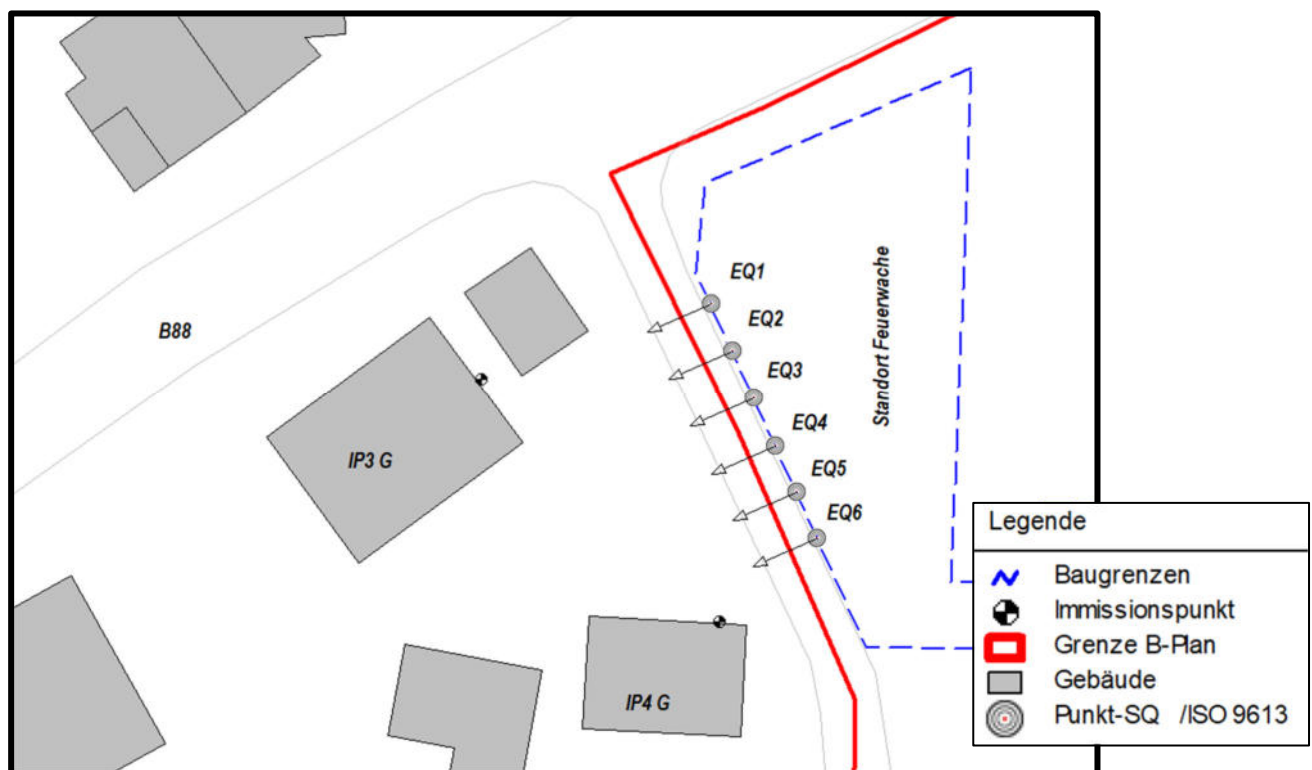 EQ1
EQ2
B88
EQ3
Standort Feuerwache
EQ4
IP3 G
EQ5
EQ6
IP4 G
Legende
Baugrenzen
Immissionspunkt
Grenze B-Plan
Gebäude
Punkt-SQ /ISO 9613